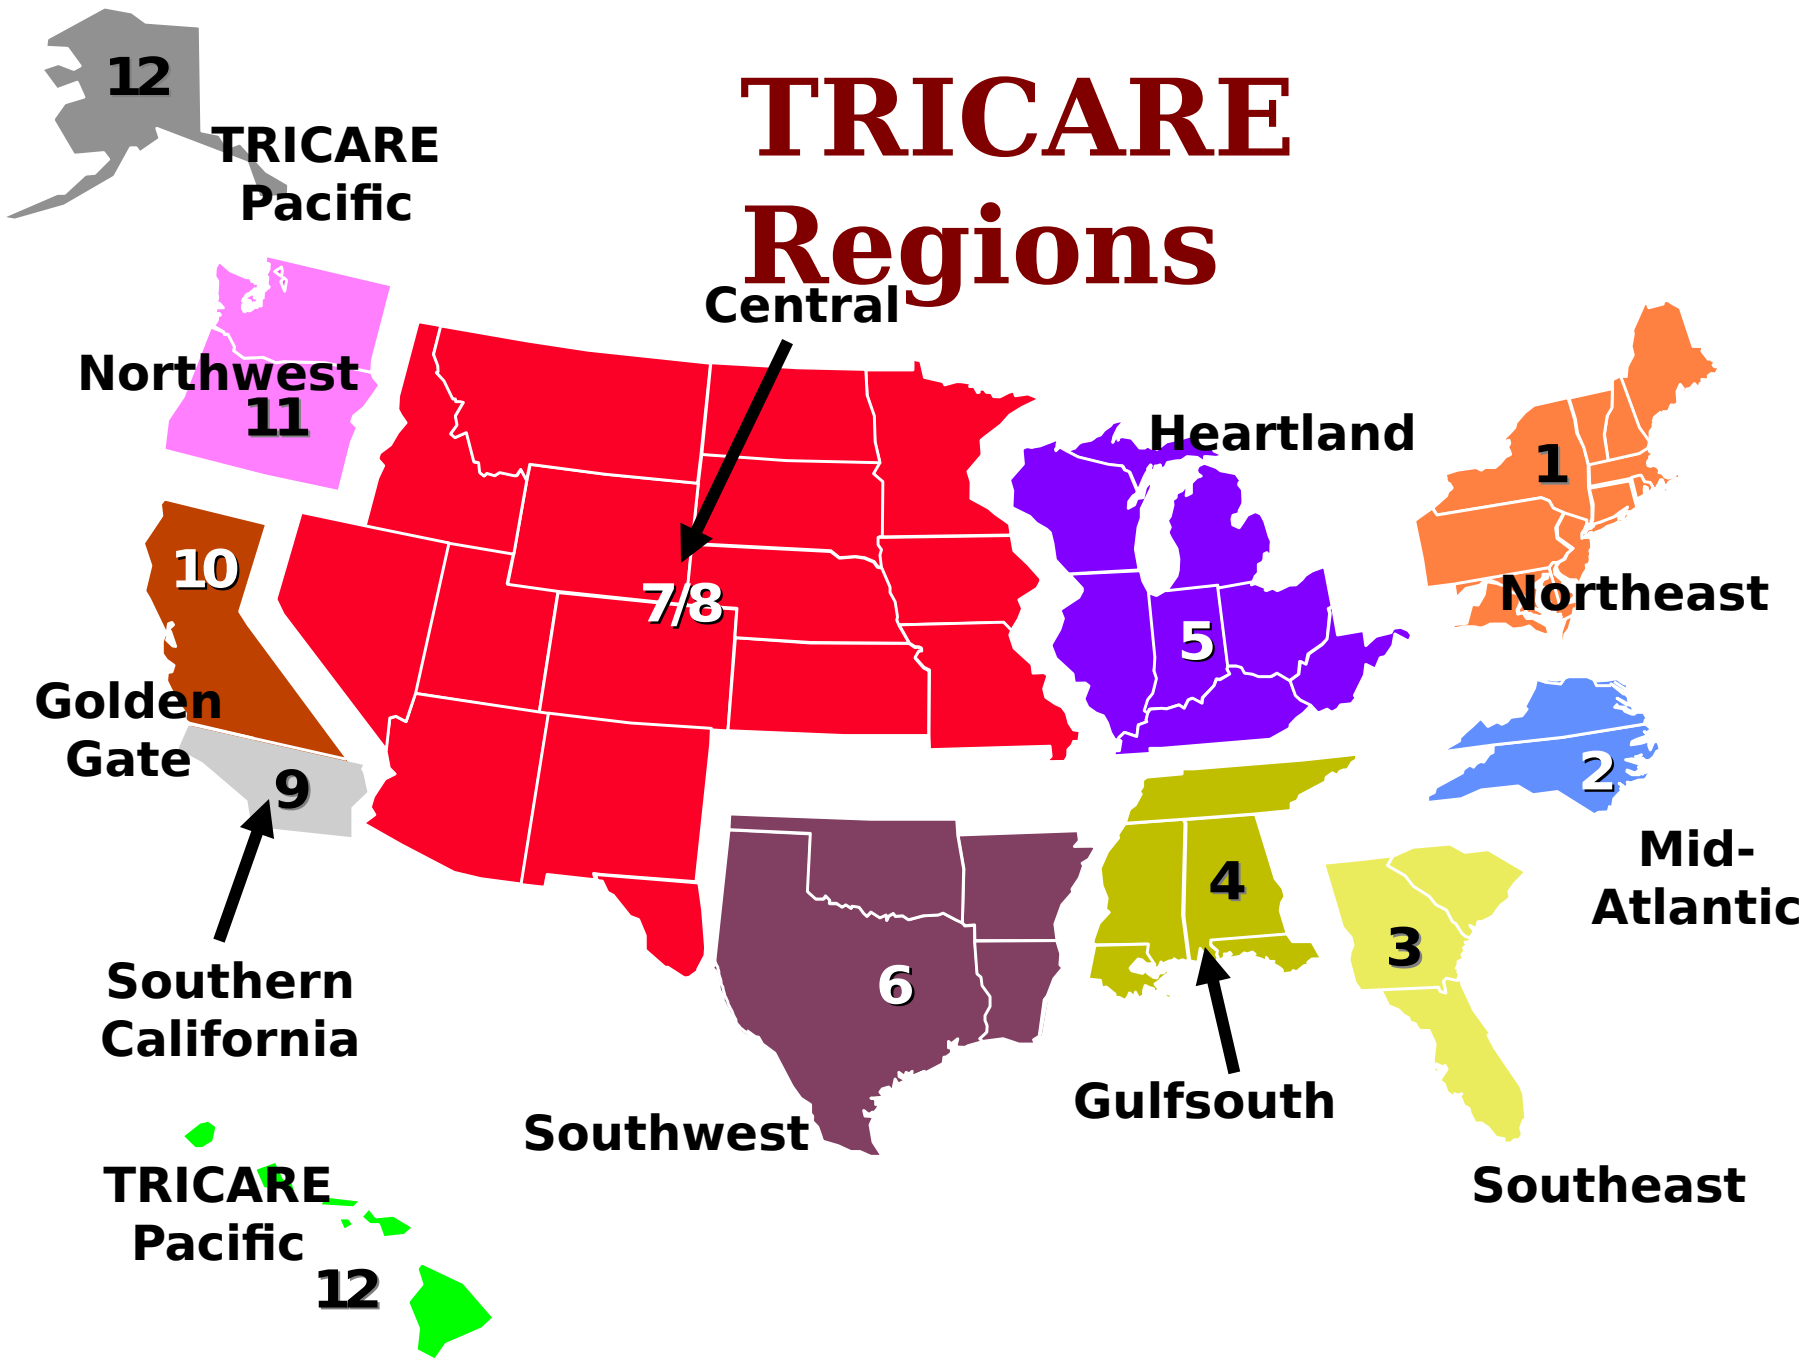 12
TRICARE
Pacific
TRICARE
Regions
Central
Northwest
11
Heartland
1
10
7/8
Northeast
5
Golden
Gate
9
2
4
3
Mid-
Atlantic
6
Southern
California
Gulfsouth
Southwest
Southeast
TRICARE
Pacific
12